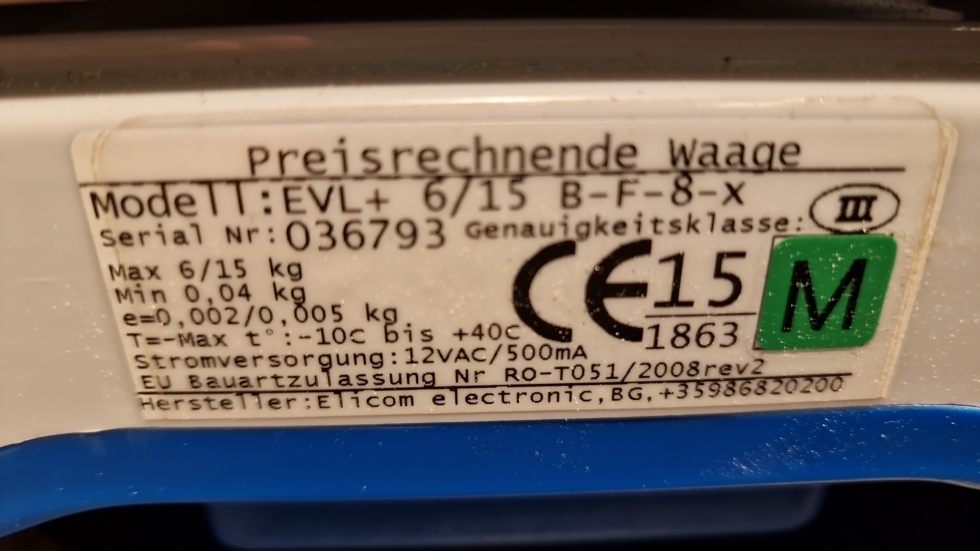 Preisrechnende Waage
Modell:EVL+ 6/15 B-F-8-X
Serial Nr:036793 Genauigkeitsklasse: III
Max 6/15 kg
Min 0,04 kg
e=0,002/0,005 kg
T=-Max t°:-10C bis +40C
CE 15
1863
M
Stromversorgung:12VAC/500mA
EU Bauartzulassung Nr RO-T051/2008rev2
Hersteller:Elicom electronic,BG,+35986820200